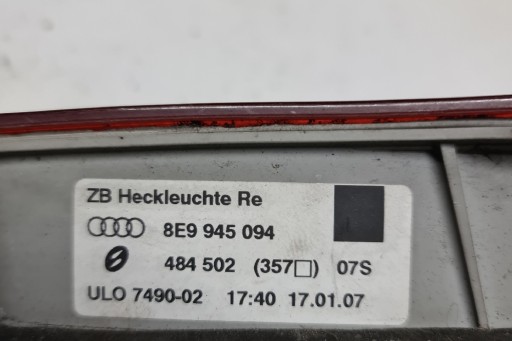 ZB Heckleuchte Re
8E9 945 094
484 502 (357□) 07S
ULO 7490-02 17:40 17.01.07